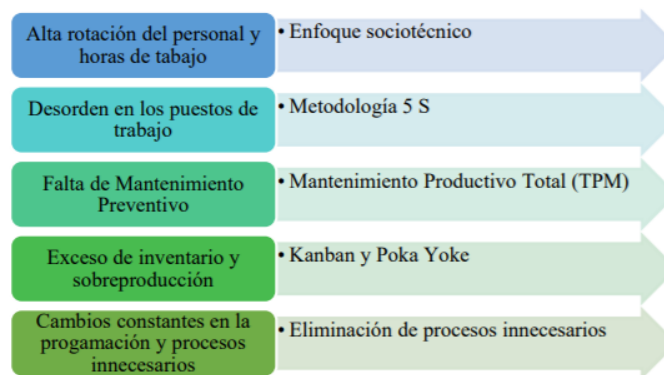 Alta rotación del personal y
horas de tabajo
• Enfoque sociotécnico
Desorden en los puestos de
trabajo
• Metodología 5 S
Falta de Mantenimiento
Preventivo
• Mantenimiento Productivo Total (TPM)
Exceso de inventario y
sobreproducción
• Kanban y Poka Yoke
Cambios constantes en la
progamación y procesos
innecesarios
• Eliminación de procesos innecesarios